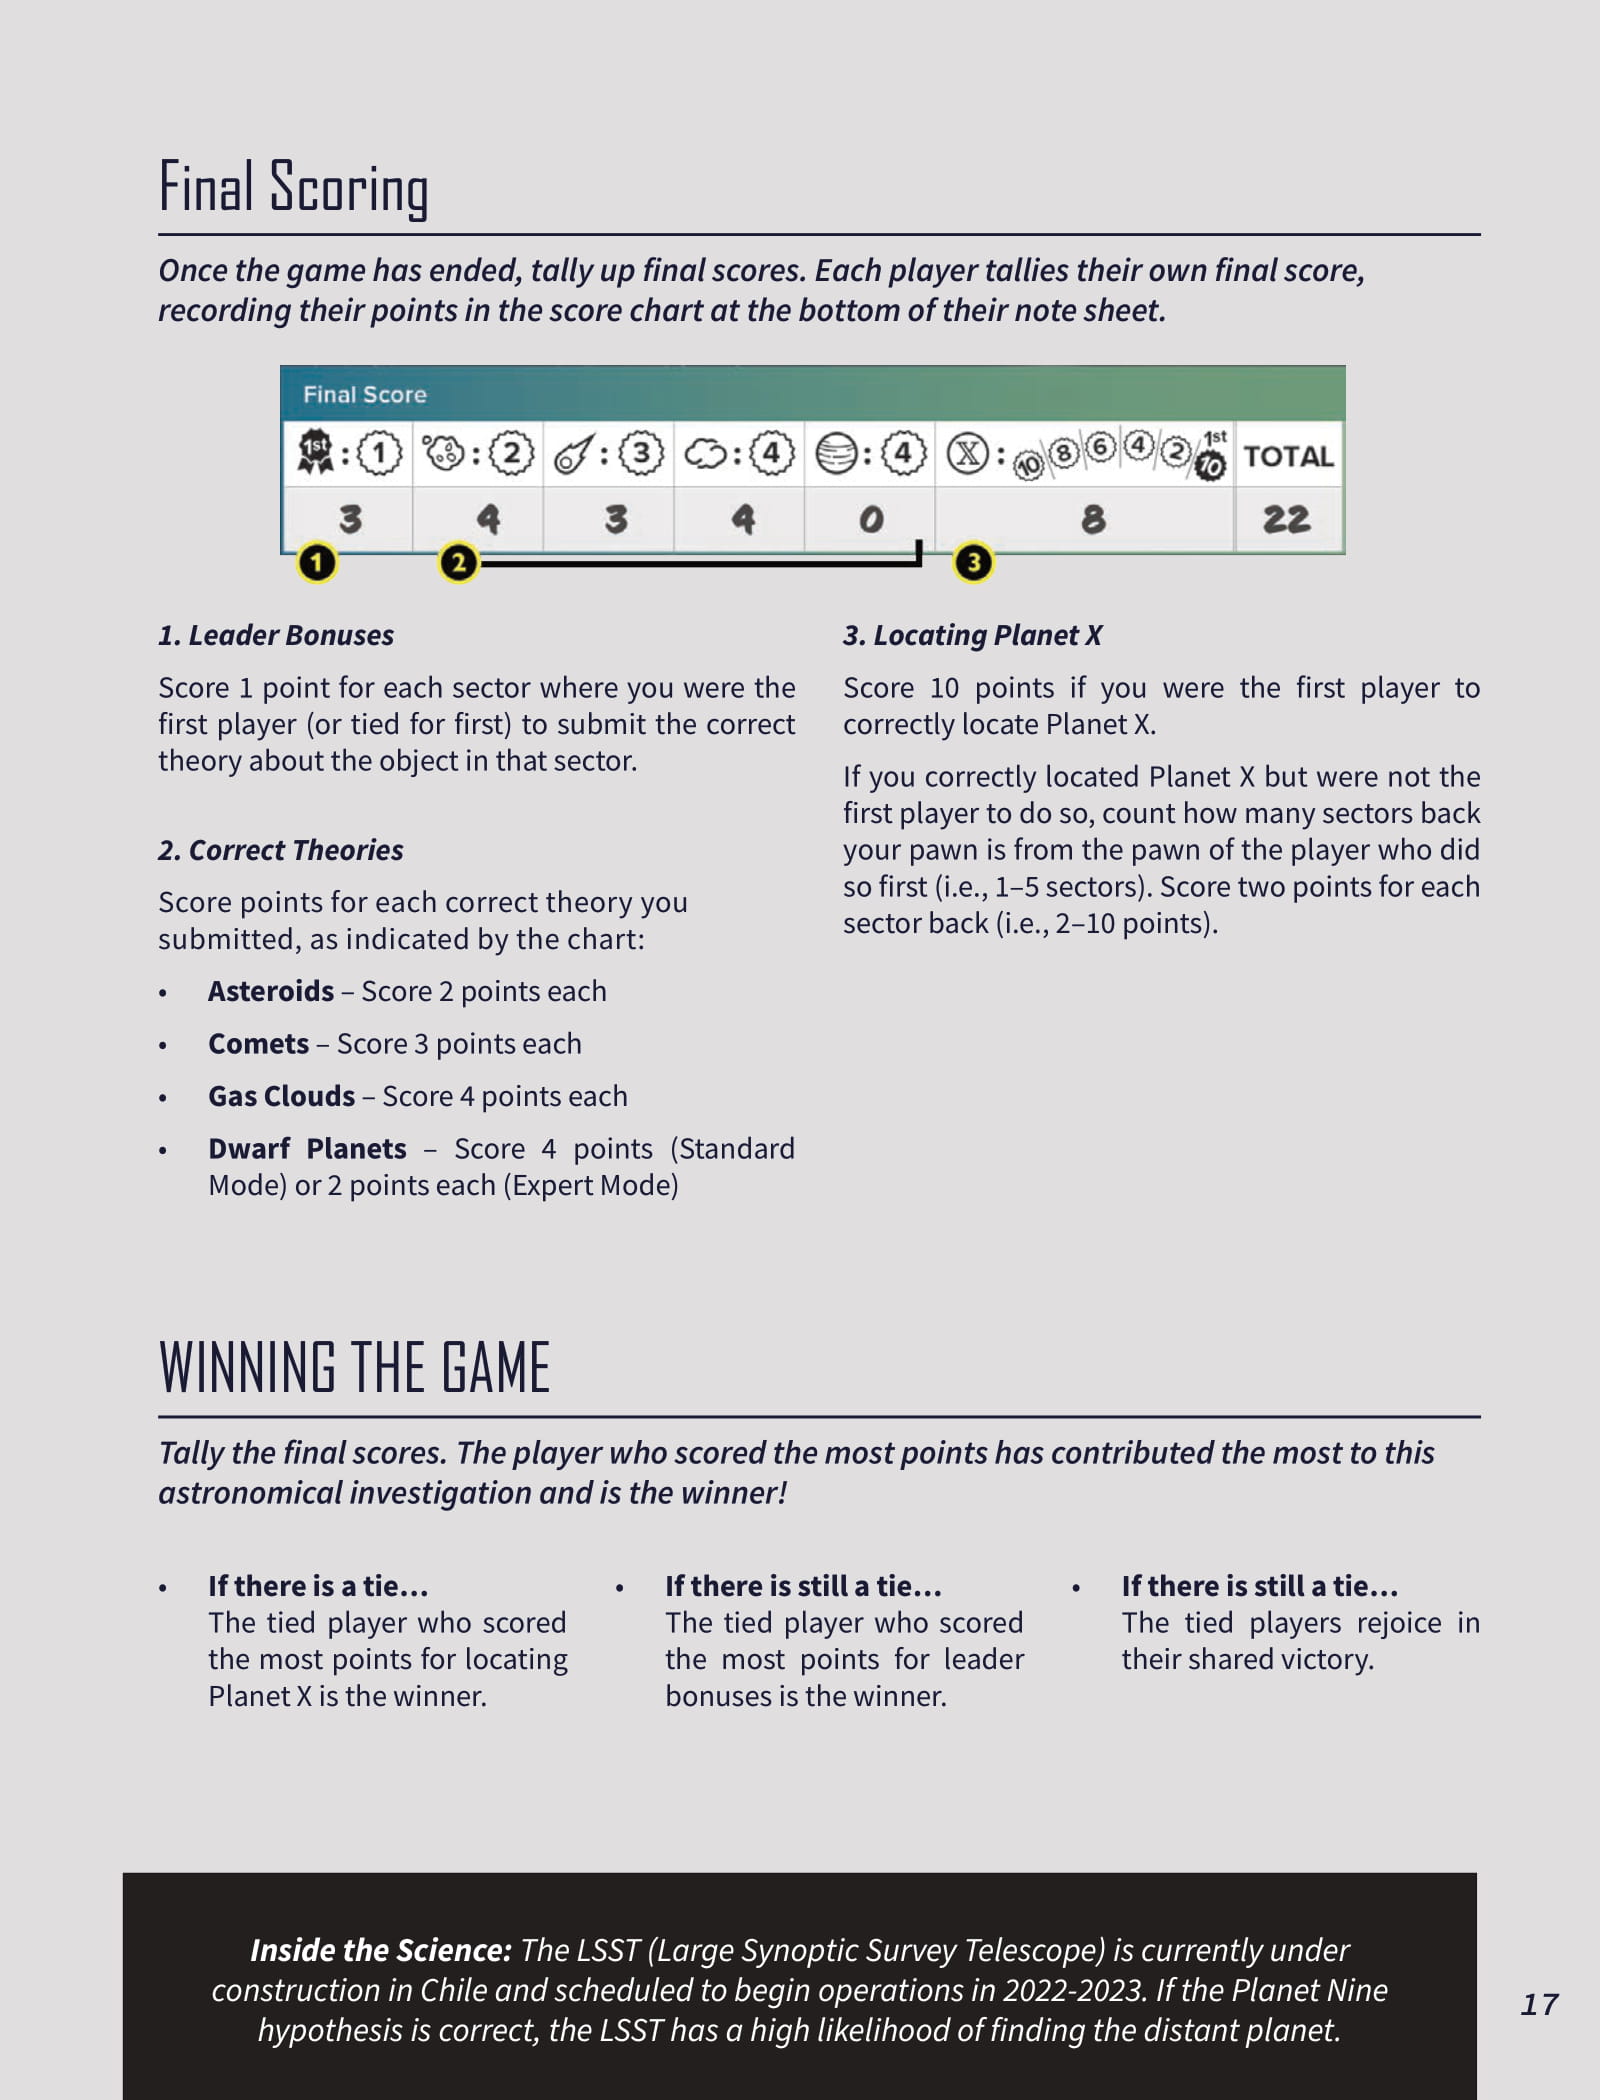 Final Scoring
Once the game has ended, tally up final scores. Each player tallies their own final score,
recording their points in the score chart at the bottom of their note sheet.
Final Score
1st : 1 : 2 : 3 : 4 : 4 X : 10 / 8 / 6 / 4 / 2 / 1st 10 TOTAL
3 4 3 4 0 8 22
1 2 3
1. Leader Bonuses
Score 1 point for each sector where you were the
first player (or tied for first) to submit the correct
theory about the object in that sector.
2. Correct Theories
Score points for each correct theory you
submitted, as indicated by the chart:
• Asteroids – Score 2 points each
• Comets – Score 3 points each
• Gas Clouds – Score 4 points each
• Dwarf Planets – Score 4 points (Standard
Mode) or 2 points each (Expert Mode)
3. Locating Planet X
Score 10 points if you were the first player to
correctly locate Planet X.
If you correctly located Planet X but were not the
first player to do so, count how many sectors back
your pawn is from the pawn of the player who did
so first (i.e., 1–5 sectors). Score two points for each
sector back (i.e., 2–10 points).
WINNING THE GAME
Tally the final scores. The player who scored the most points has contributed the most to this
astronomical investigation and is the winner!
• If there is a tie…
The tied player who scored
the most points for locating
Planet X is the winner.
• If there is still a tie…
The tied player who scored
the most points for leader
bonuses is the winner.
• If there is still a tie…
The tied players rejoice in
their shared victory.
Inside the Science: The LSST (Large Synoptic Survey Telescope) is currently under
construction in Chile and scheduled to begin operations in 2022-2023. If the Planet Nine
hypothesis is correct, the LSST has a high likelihood of finding the distant planet.
17